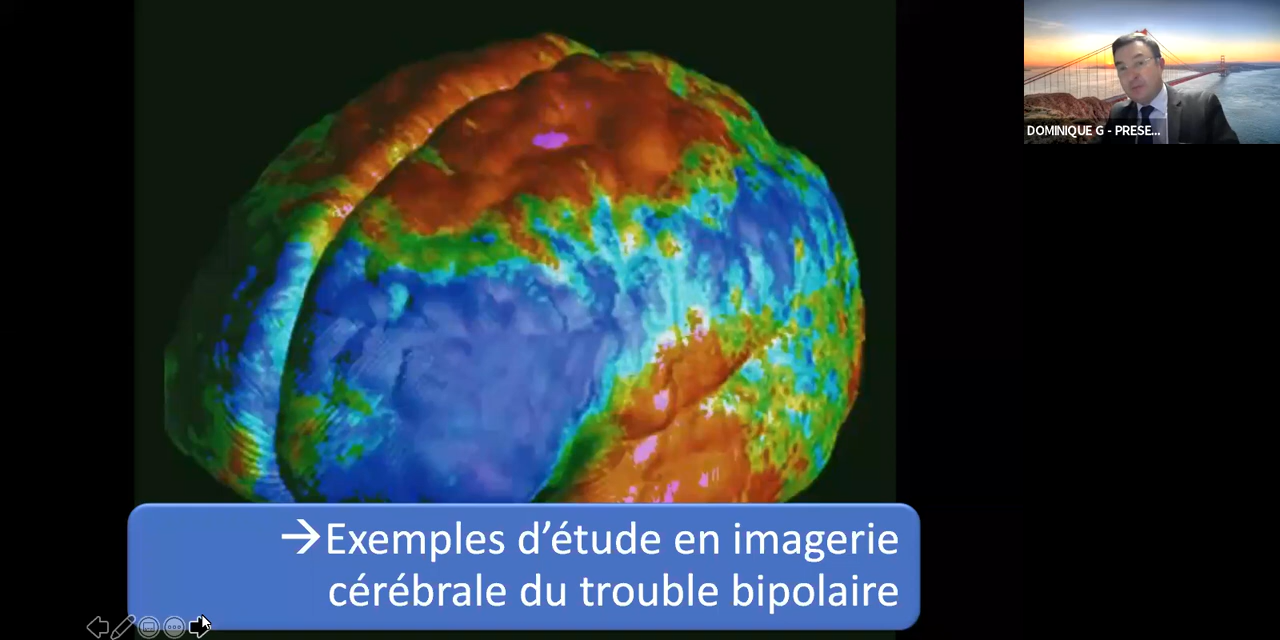 DOMINIQUE G - PRESE...
→Exemples d’étude en imagerie
cérébrale du trouble bipolaire